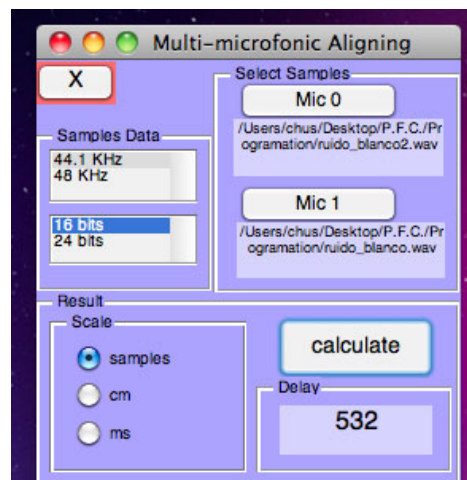 Multi-microfonic Aligning
X
Select Samples
Mic 0
/Users/chus/Desktop/P.F.C./Pr
ogramation/ruido_blanco2.wav
Mic 1
/Users/chus/Desktop/P.F.C./Pr
ogramation/ruido_blanco.wav
Samples Data
44.1 KHz
48 KHz
16 bits
24 bits
Result
Scale
samples
cm
ms
calculate
Delay
532